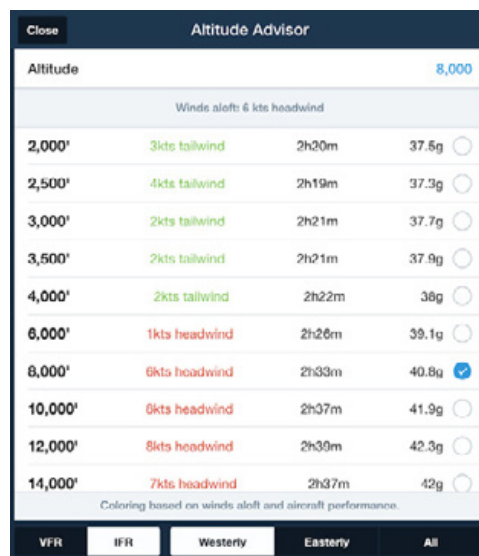 Close Altitude Advisor
Altitude 8,000
Winds aloft: 6 kts headwind
2,000' 3kts tailwind 2h20m 37.5g
2,500' 4kts tailwind 2h19m 37.3g
3,000' 2kts tailwind 2h21m 37.7g
3,500' 2kts tailwind 2h21m 37.9g
4,000' 2kts tailwind 2h22m 38g
6,000' 1kts headwind 2h26m 39.1g
8,000' 6kts headwind 2h33m 40.8g
10,000' 8kts headwind 2h37m 41.9g
12,000' 8kts headwind 2h39m 42.3g
14,000' 7kts headwind 2h37m 42g
Coloring based on winds aloft and aircraft performance.
VFR IFR Westerly Easterly All